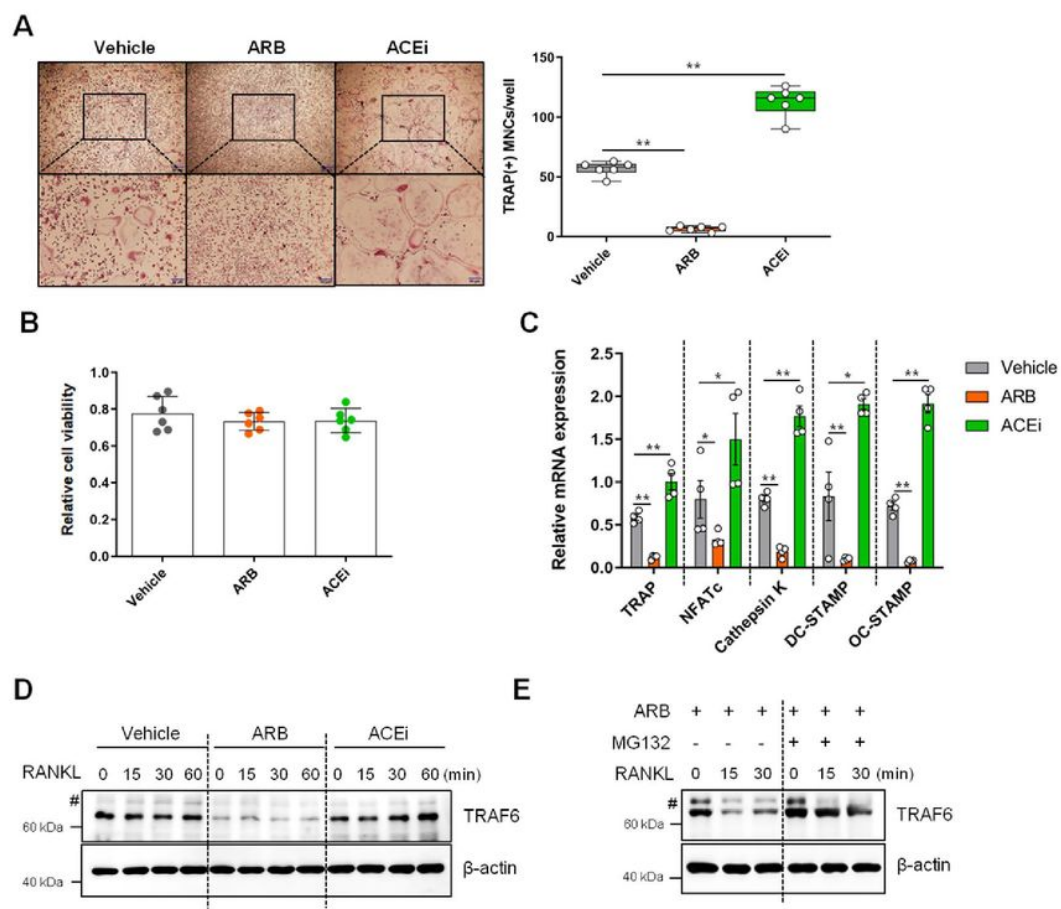 A
Vehicle ARB ACEi
TRAP(+) MNCs/well
150
100
50
0
** **
Vehicle ARB ACEi
B
Relative cell viability
1.0
0.8
0.6
0.4
0.2
0.0
Vehicle ARB ACEi
C
Relative mRNA expression
2.5
2.0
1.5
1.0
0.5
0.0
** ** * * ** ** ** * ** **
TRAP NFATc Cathepsin K DC-STAMP OC-STAMP
Vehicle
ARB
ACEi
D
Vehicle ARB ACEi
RANKL 0 15 30 60 0 15 30 60 0 15 30 60 (min)
#
TRAF6
60 kDa
β-actin
40 kDa
E
ARB + + + + + +
MG132 - - - + + +
RANKL 0 15 30 0 15 30 (min)
#
TRAF6
60 kDa
β-actin
40 kDa